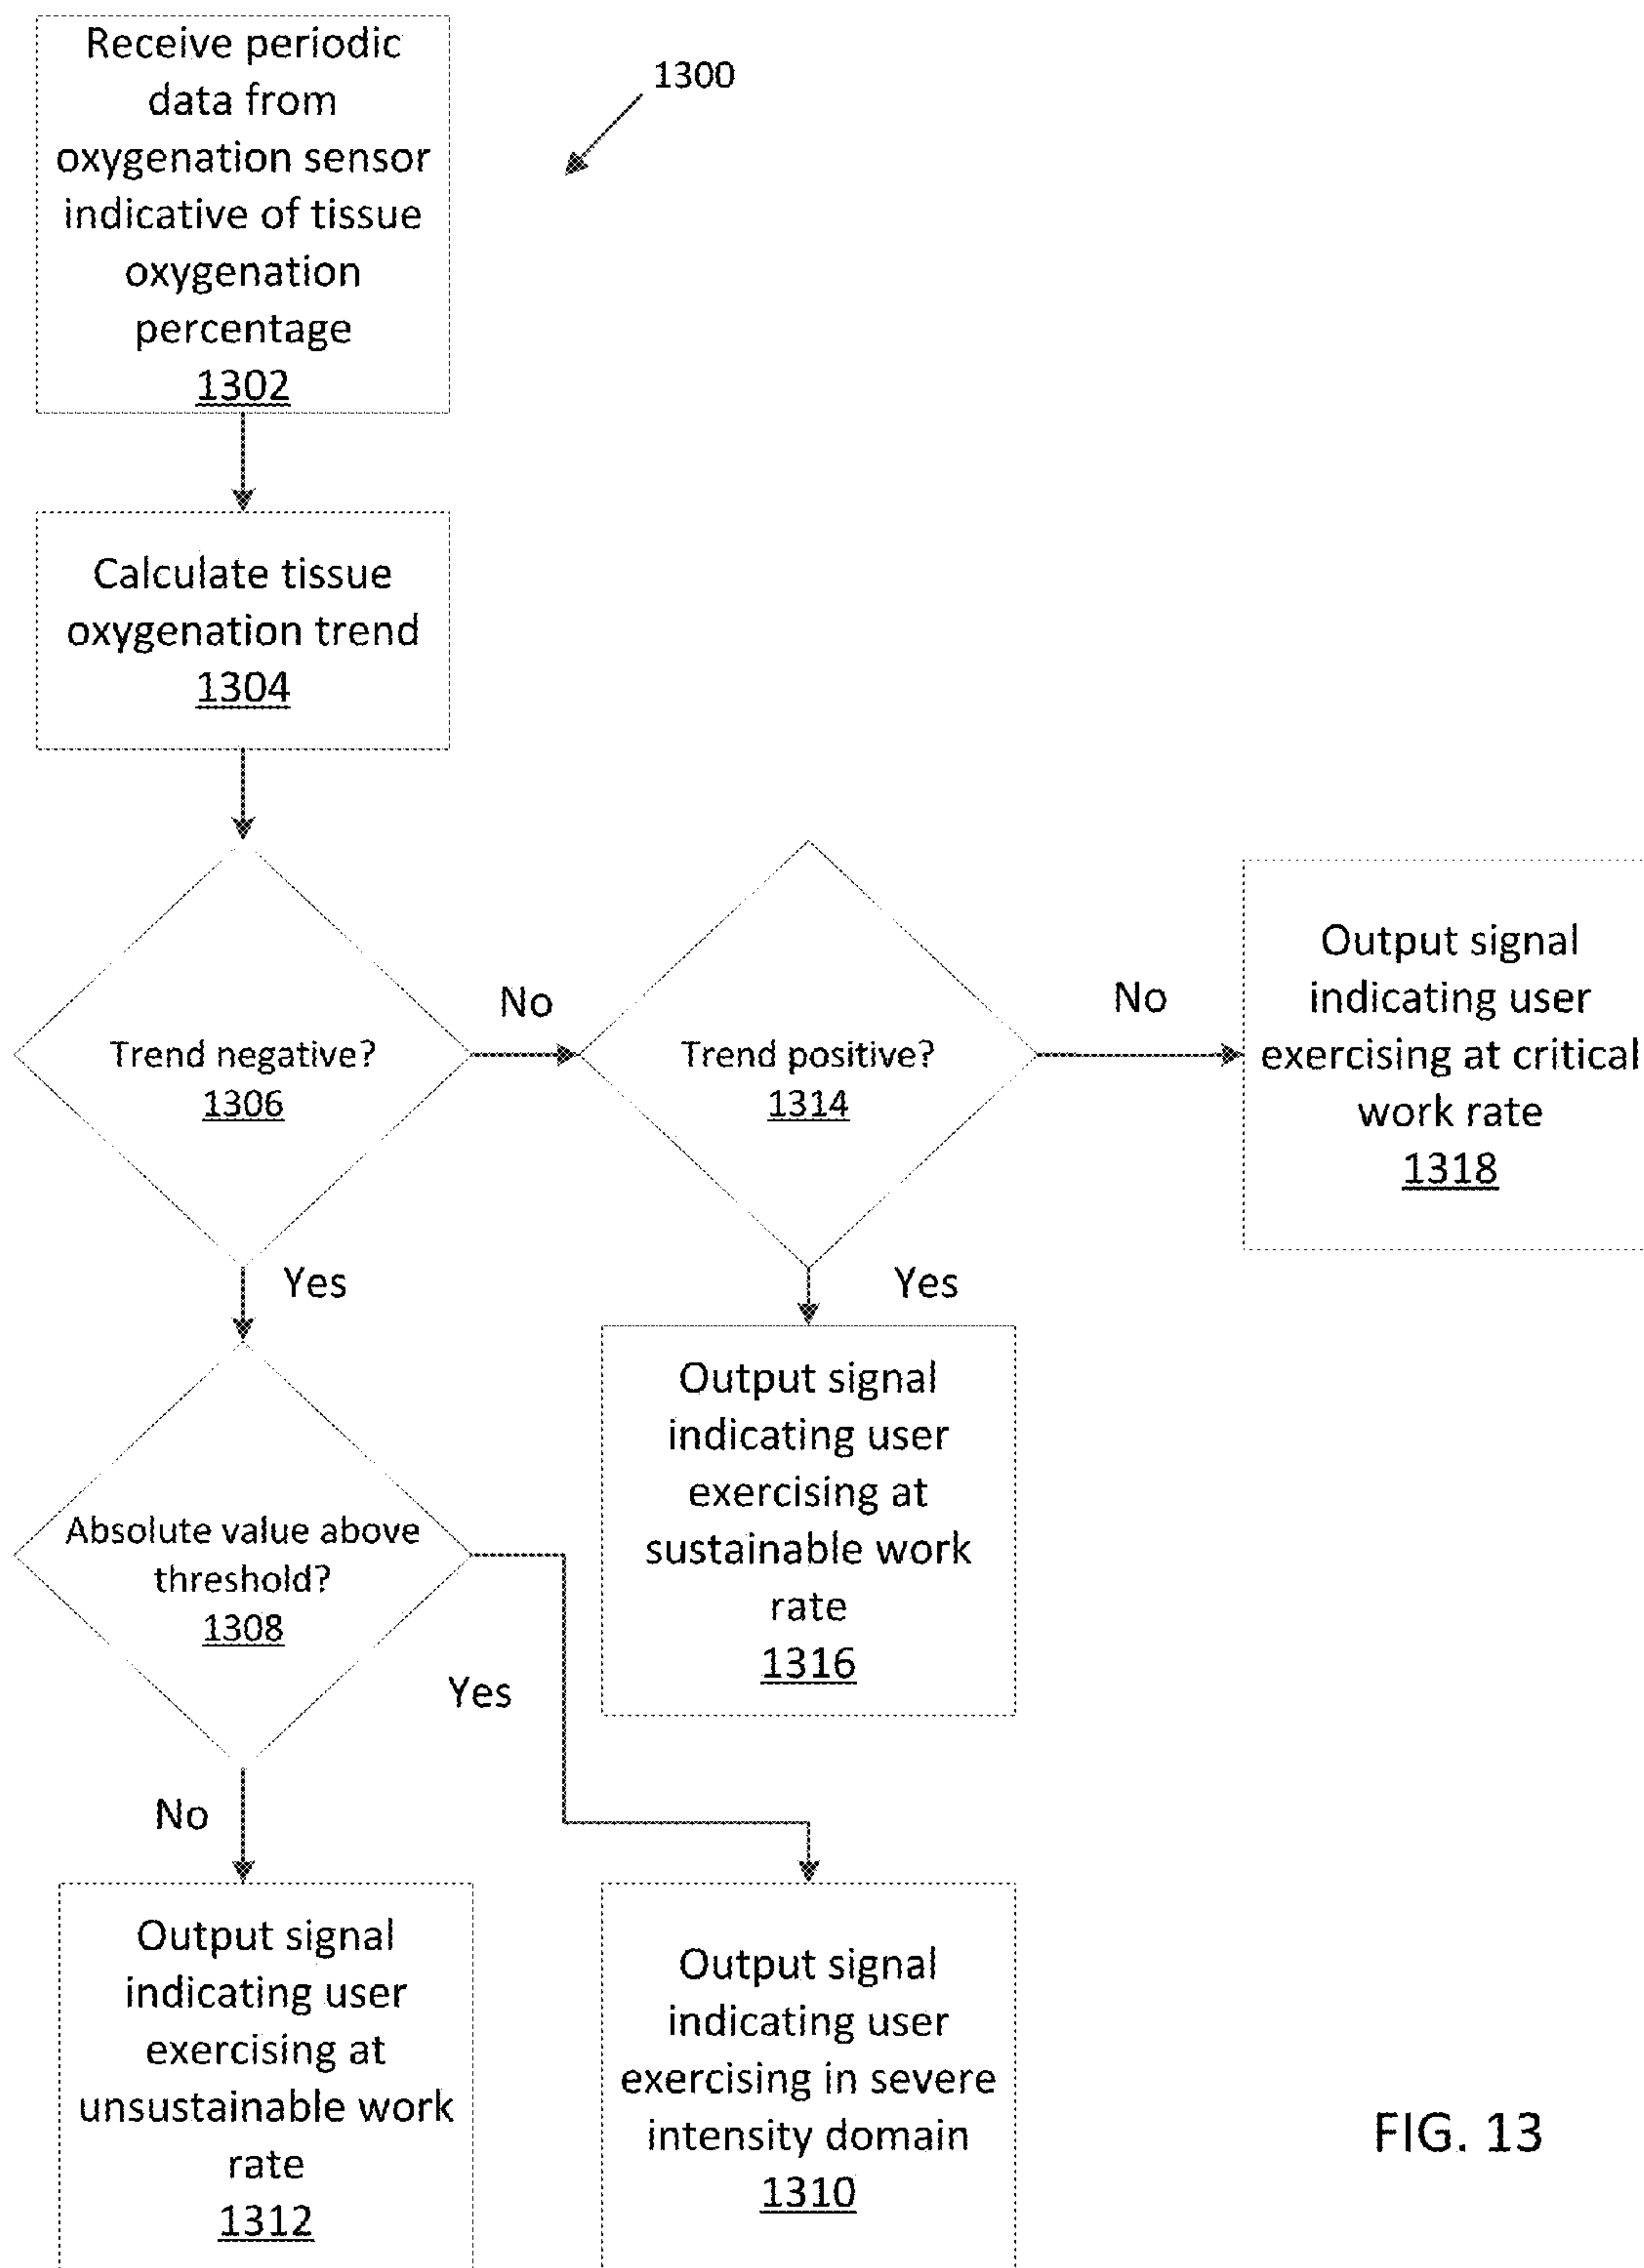 Receive periodic
data from
oxygenation sensor
indicative of tissue
oxygenation
percentage
1302
1300
Calculate tissue
oxygenation trend
1304
Trend negative?
1306
No
Trend positive?
1314
No
Output signal
indicating user
exercising at critical
work rate
1318
Yes
Yes
Absolute value above
threshold?
1308
Output signal
indicating user
exercising at
sustainable work
rate
1316
Yes
No
Output signal
indicating user
exercising at
unsustainable work
rate
1312
Output signal
indicating user
exercising in severe
intensity domain
1310
FIG. 13